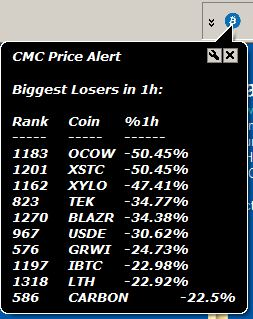 CMC Price Alert
Biggest Losers in 1h:
Rank Coin %1h
----- ----- ------
1183 OCOW -50.45%
1201 XSTC -50.45%
1162 XYLO -47.41%
823 TEK -34.77%
1270 BLAZR -34.38%
967 USDE -30.62%
576 GRWI -24.73%
1197 IBTC -22.98%
1318 LTH -22.92%
586 CARBON -22.5%